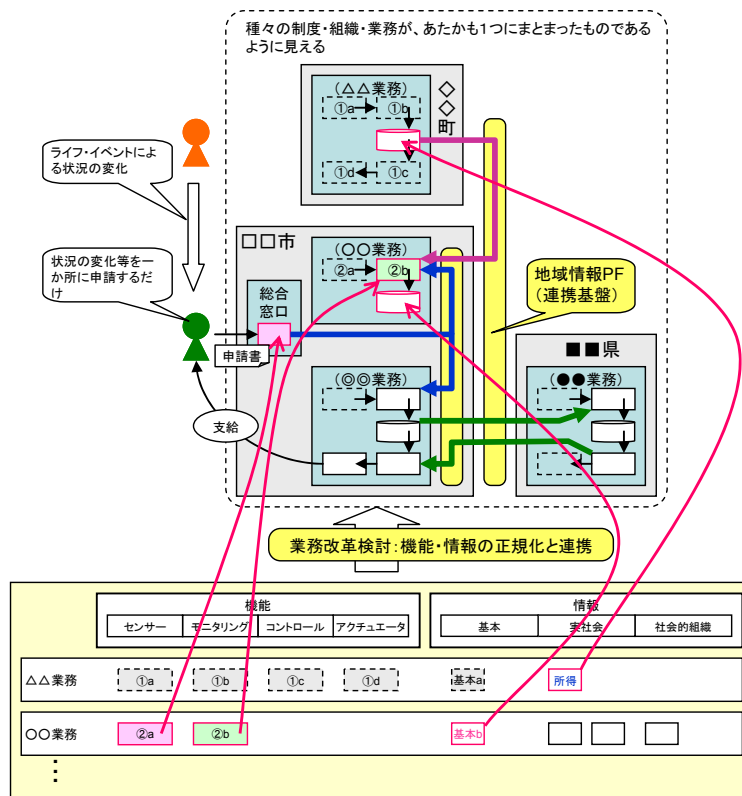 種々の制度・組織・業務が、あたかも１つにまとまったものである
ように見える
(△△業務)
①a
①b
①d
①c
◇
◇
町
ライフ・イベントによ
る状況の変化
状況の変化等を一
か所に申請するだ
け
□□市
(〇〇業務)
②a
②b
総合
窓口
申請書
地域情報PF
(連携基盤)
■■県
(◎◎業務)
(●●業務)
支給
業務改革検討：機能・情報の正規化と連携
機能
情報
センサー
モニタリング
コントロール
アクチュエータ
基本
実社会
社会的組織
△△業務
①a
①b
①c
①d
基本a
所得
〇〇業務
②a
②b
基本b
：